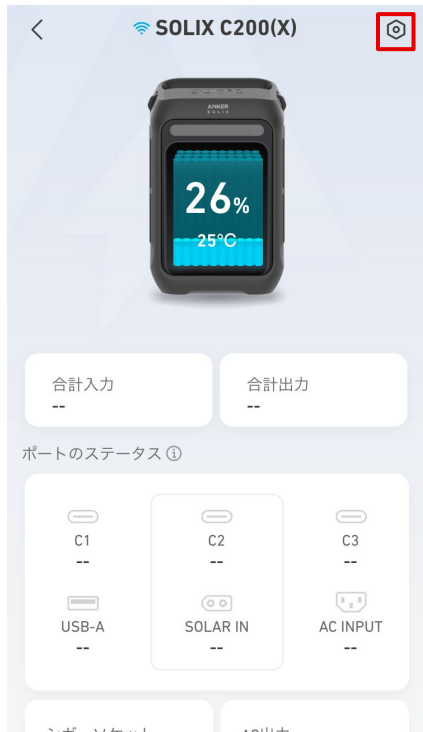 SOLIX C200(X)
ANKER
SOLIX
26%
25°C
合計入力
--
合計出力
--
ポートのステータス
C1
--
C2
--
C3
--
USB-A
--
SOLAR IN
--
AC INPUT
--